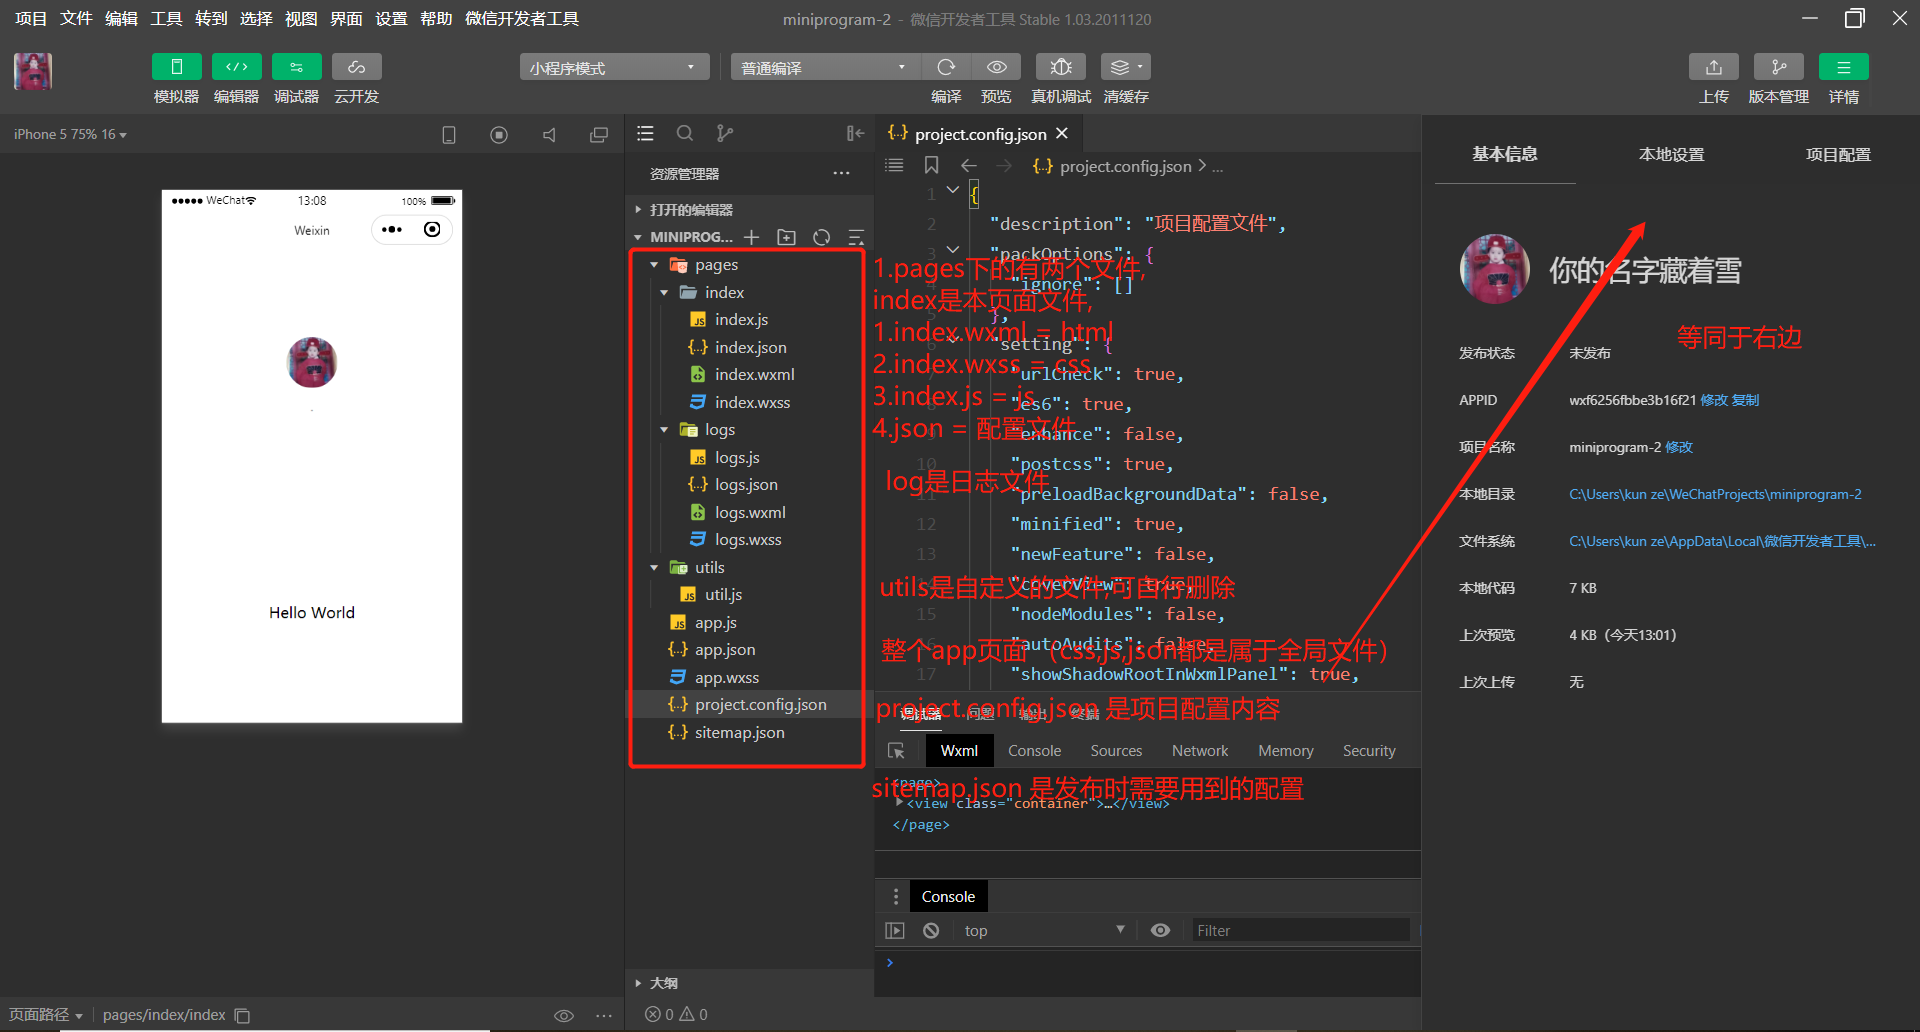 项目 文件 编辑 工具 转到 选择 视图 界面 设置 帮助 微信开发者工具
miniprogram-2 - 微信开发者工具 Stable 1.03.2011120
模拟器 编辑器 调试器 云开发
小程序模式
普通编译
编译 预览 真机调试 清缓存
上传 版本管理 详情
iPhone 5 75% 16
WeChat 13:08 100%
Weixin
Hello World
页面路径 pages/index/index
资源管理器
打开的编辑器
MINIPROG...
pages
index
index.js
index.json
index.wxml
index.wxss
logs
logs.js
logs.json
logs.wxml
logs.wxss
utils
util.js
app.js
app.json
app.wxss
project.config.json
sitemap.json
大纲
0 0
project.config.json
project.config.json > ...
1 {
2 "description": "项目配置文件",
3 "packOptions": {
"ignore": []
5 },
6 "setting": {
7 "urlCheck": true,
8 "es6": true,
9 "enhance": false,
10 "postcss": true,
11 "preloadBackgroundData": false,
12 "minified": true,
13 "newFeature": false,
14 "coverView": true,
15 "nodeModules": false,
16 "autoAudits": false,
17 "showShadowRootInWxmlPanel": true,
1.pages下的有两个文件,
index是本页面文件,
1.index.wxml = html
2.index.wxss = css
3.index.js = js
4.json = 配置文件
log是日志文件
utils是自定义的文件,可自行删除
整个app页面 （css,js,json都是属于全局文件）
project.config.json 是项目配置内容
sitemap.json 是发布时需要用到的配置
调试器 问题 输出 终端
Wxml Console Sources Network Memory Security
<page>
<view class="container">…</view>
</page>
Console
top
Filter
基本信息 本地设置 项目配置
你的名字藏着雪
等同于右边
发布状态 未发布
APPID wxf6256fbbe3b16f21 修改 复制
项目名称 miniprogram-2 修改
本地目录 C:\Users\kun ze\WeChatProjects\miniprogram-2
文件系统 C:\Users\kun ze\AppData\Local\微信开发者工具\...
本地代码 7 KB
上次预览 4 KB（今天13:01）
上次上传 无